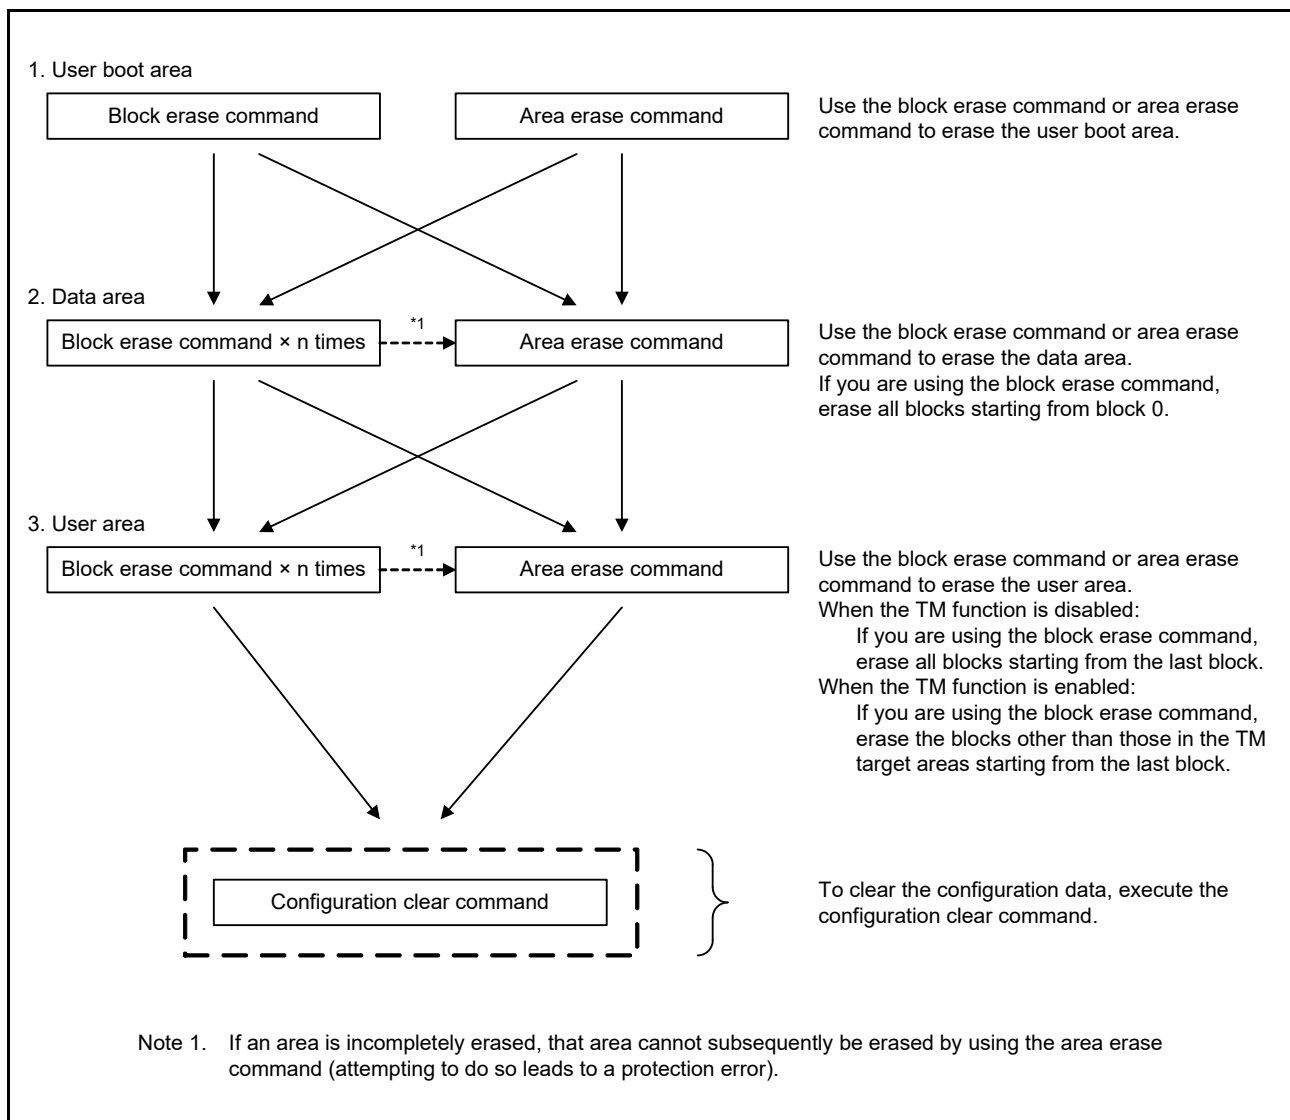 1. User boot area
Block erase command
Area erase command
Use the block erase command or area erase
command to erase the user boot area.
2. Data area
Block erase command × n times
*1
Area erase command
Use the block erase command or area erase
command to erase the data area.
If you are using the block erase command,
erase all blocks starting from block 0.
3. User area
Block erase command × n times
*1
Area erase command
Use the block erase command or area erase
command to erase the user area.
When the TM function is disabled:
If you are using the block erase command,
erase all blocks starting from the last block.
When the TM function is enabled:
If you are using the block erase command,
erase the blocks other than those in the TM
target areas starting from the last block.
Configuration clear command
To clear the configuration data, execute the
configuration clear command.
Note 1. If an area is incompletely erased, that area cannot subsequently be erased by using the area erase
command (attempting to do so leads to a protection error).